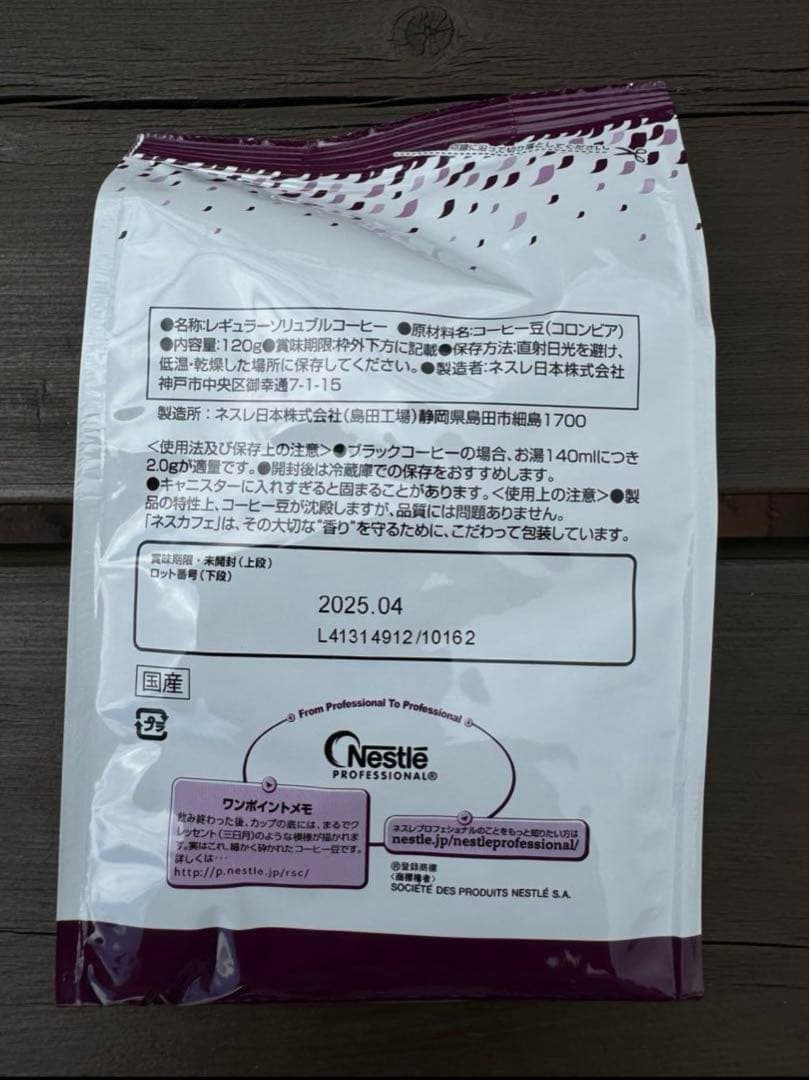 点線に沿って切り落としてください。
●名称:レギュラーソリュブルコーヒー ●原材料名:コーヒー豆(コロンビア)
●内容量:120g●賞味期限:枠外下方に記載●保存方法:直射日光を避け、
低温・乾燥した場所に保存してください。●製造者:ネスレ日本株式会社
神戸市中央区御幸通7-1-15
製造所:ネスレ日本株式会社(島田工場)静岡県島田市細島1700
<使用法及び保存上の注意>●ブラックコーヒーの場合、お湯140mlにつき
2.0gが適量です。●開封後は冷蔵庫での保存をおすすめします。
●キャニスターに入れすぎると固まることがあります。<使用上の注意>●製
品の特性上、コーヒー豆が沈殿しますが、品質には問題ありません。
「ネスカフェ」は、その大切な"香り"を守るために、こだわって包装しています。
賞味期限・未開封(上段)
ロット番号(下段)
2025.04
L41314912/10162
国産
プラ
From Professional To Professional
Nestlé
PROFESSIONAL®
ワンポイントメモ
飲み終わった後、カップの底には、まるでク
レッセント(三日月)のような模様が描かれま
す。実はこれ、細かく砕かれたコーヒー豆です。
詳しくは…
http://p.nestle.jp/rsc/
ネスレプロフェショナルのことをもっと知りたい方は
nestle.jp/nestleprofessional/
®登録商標
〈商標権者〉
SOCIÉTÉ DES PRODUITS NESTLÉ S.A.